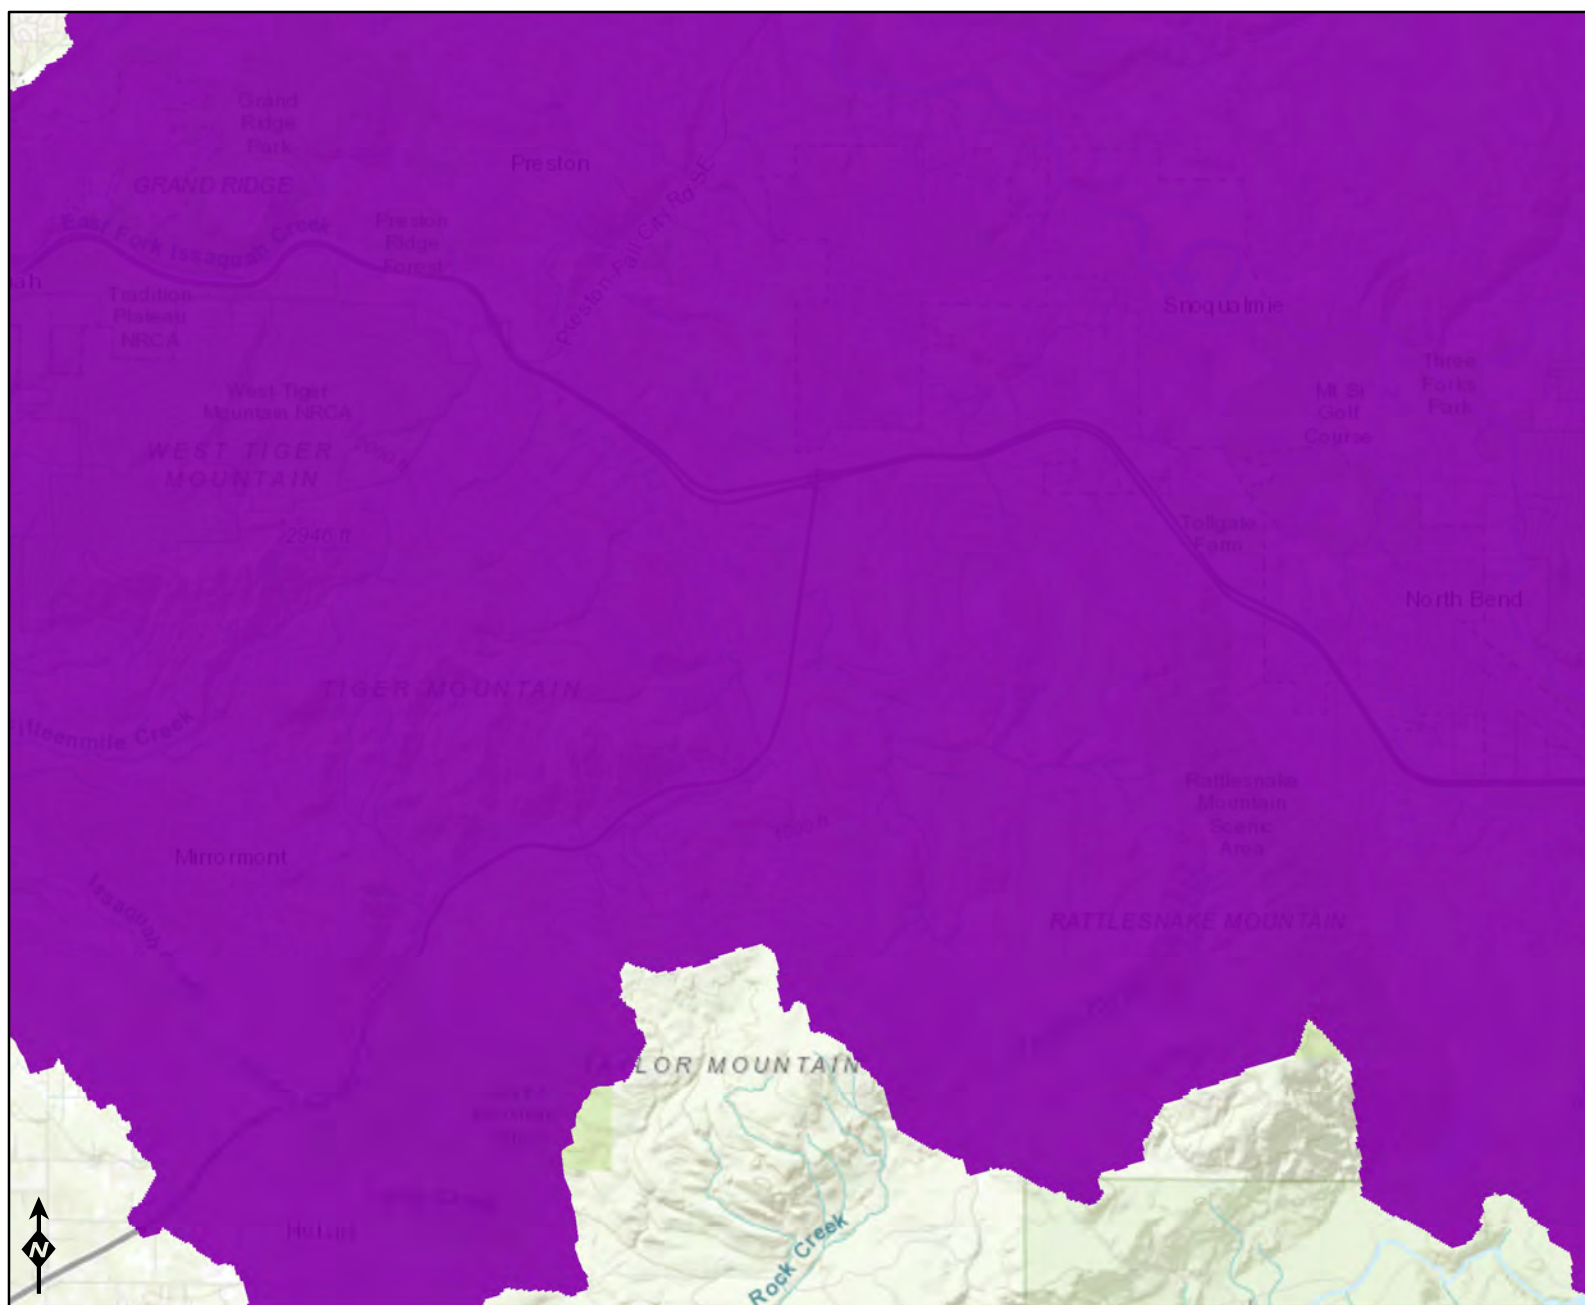 Grand
Ridge
Park
Preston
GRAND RIDGE
East Fork Issaquah Creek
Preston
Ridge
Forest
Preston-Fall City Rd SE
Tradition
Plateau
NRCA
Snoqualmie
West Tiger
Mountain NRCA
Three
Forks
Park
Mt Si
Golf
Course
WEST TIGER
MOUNTAIN
2946 ft
Tollgate
Farm
North Bend
TIGER MOUNTAIN
Creek
Rattlesnake
Mountain
Scenic
Area
Mirrormont
Issaquah
RATTLESNAKE MOUNTAIN
LOR MOUNTAIN
Rock Creek
Hobart
N